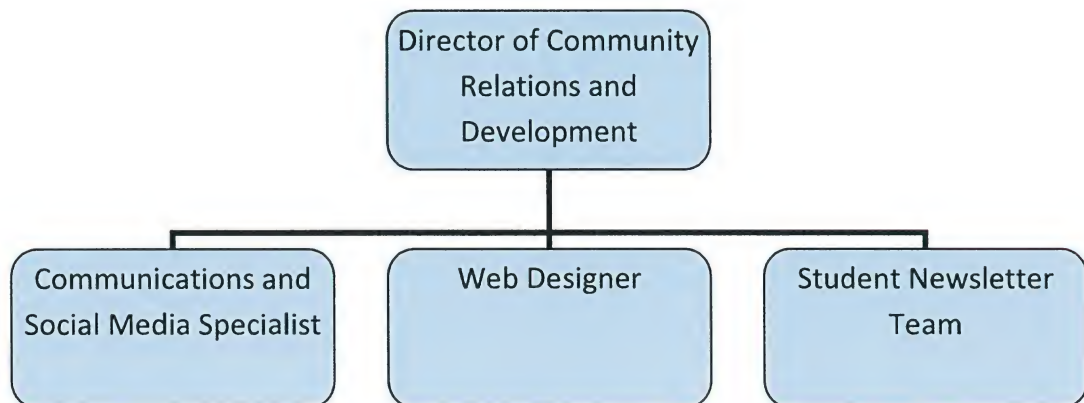 Director of Community
Relations and
Development
Communications and
Social Media Specialist
Web Designer
Student Newsletter
Team